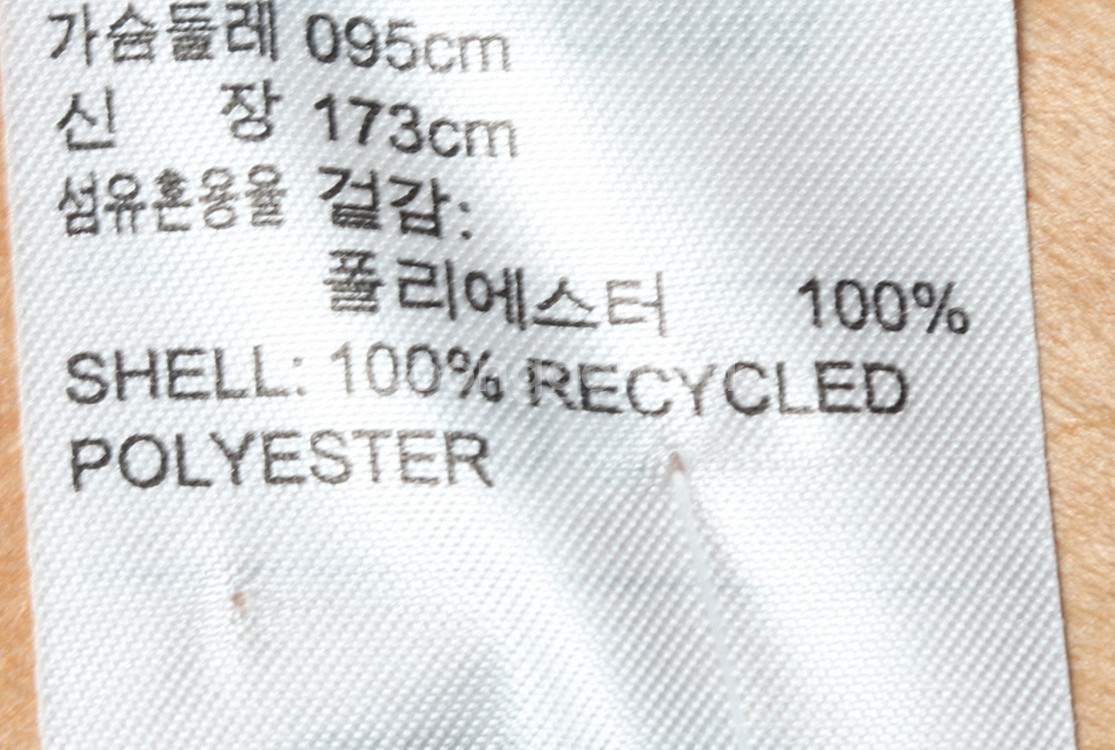 가슴둘레 095cm
신 장 173cm
섬유혼용율 겉감:
폴리에스터 100%
SHELL: 100% RECYCLED
POLYESTER